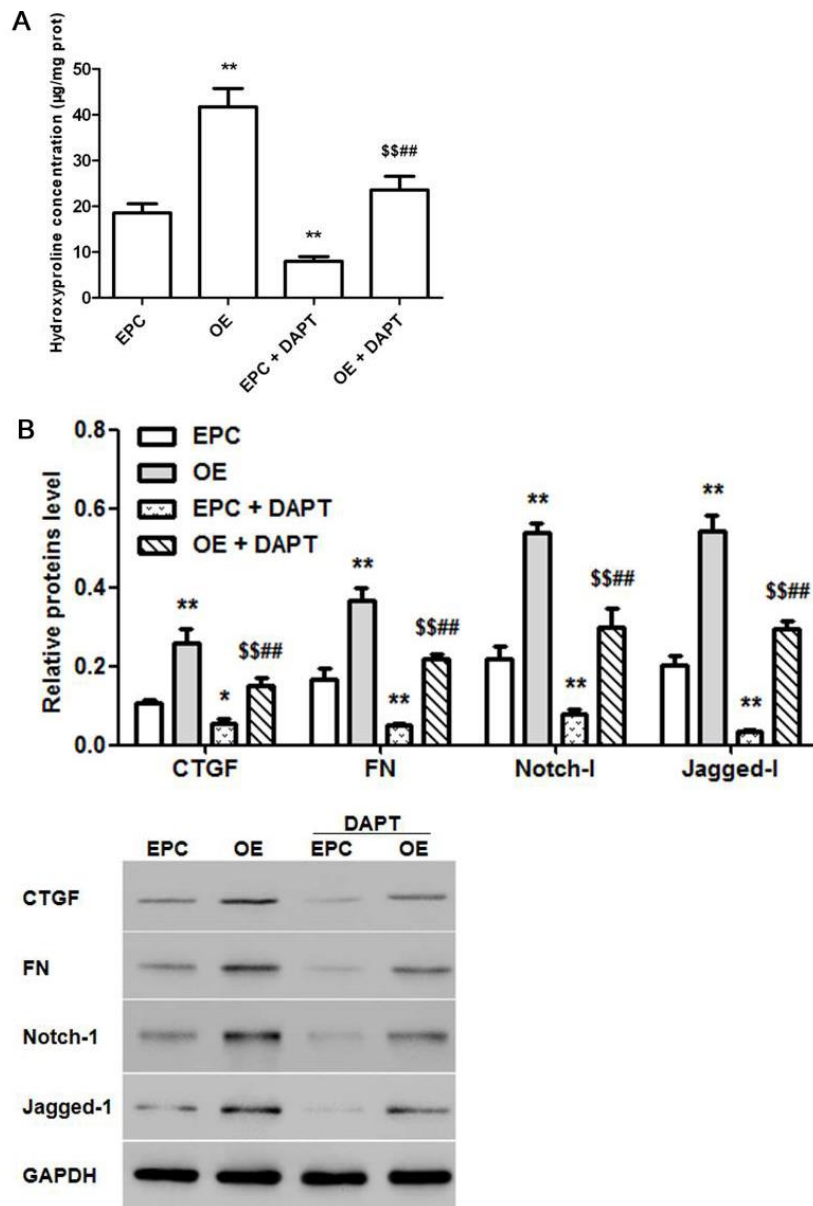 A
Hydroxyproline concentration (μg/mg prot)
50
40
30
20
10
0
**
**
$$##
EPC
OE
EPC + DAPT
OE + DAPT
B
Relative proteins level
0.8
0.6
0.4
0.2
0.0
EPC
OE
EPC + DAPT
OE + DAPT
** * $$##
** ** $$##
** ** $$##
** ** $$##
CTGF FN Notch-I Jagged-I
DAPT
EPC OE EPC OE
CTGF
FN
Notch-1
Jagged-1
GAPDH